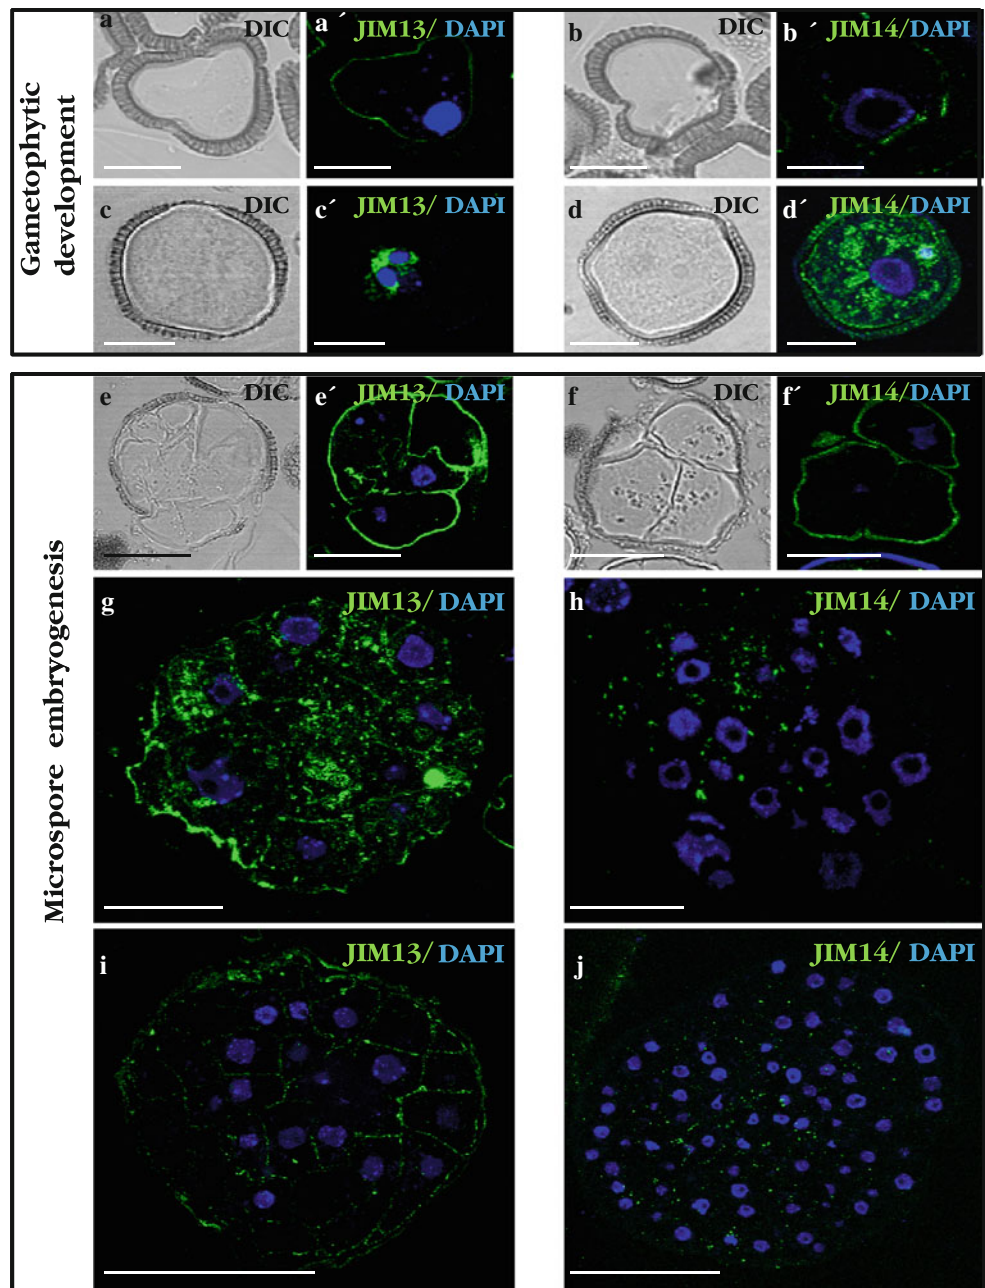 Gametophytic
development
a DIC
a´ JIM13/ DAPI
b DIC
b´ JIM14/DAPI
c DIC
c´ JIM13/ DAPI
d DIC
d´ JIM14/DAPI
Microspore embryogenesis
e DIC
e´ JIM13/ DAPI
f DIC
f´ JIM14/DAPI
g JIM13/ DAPI
h JIM14/ DAPI
i JIM13/ DAPI
j JIM14/ DAPI